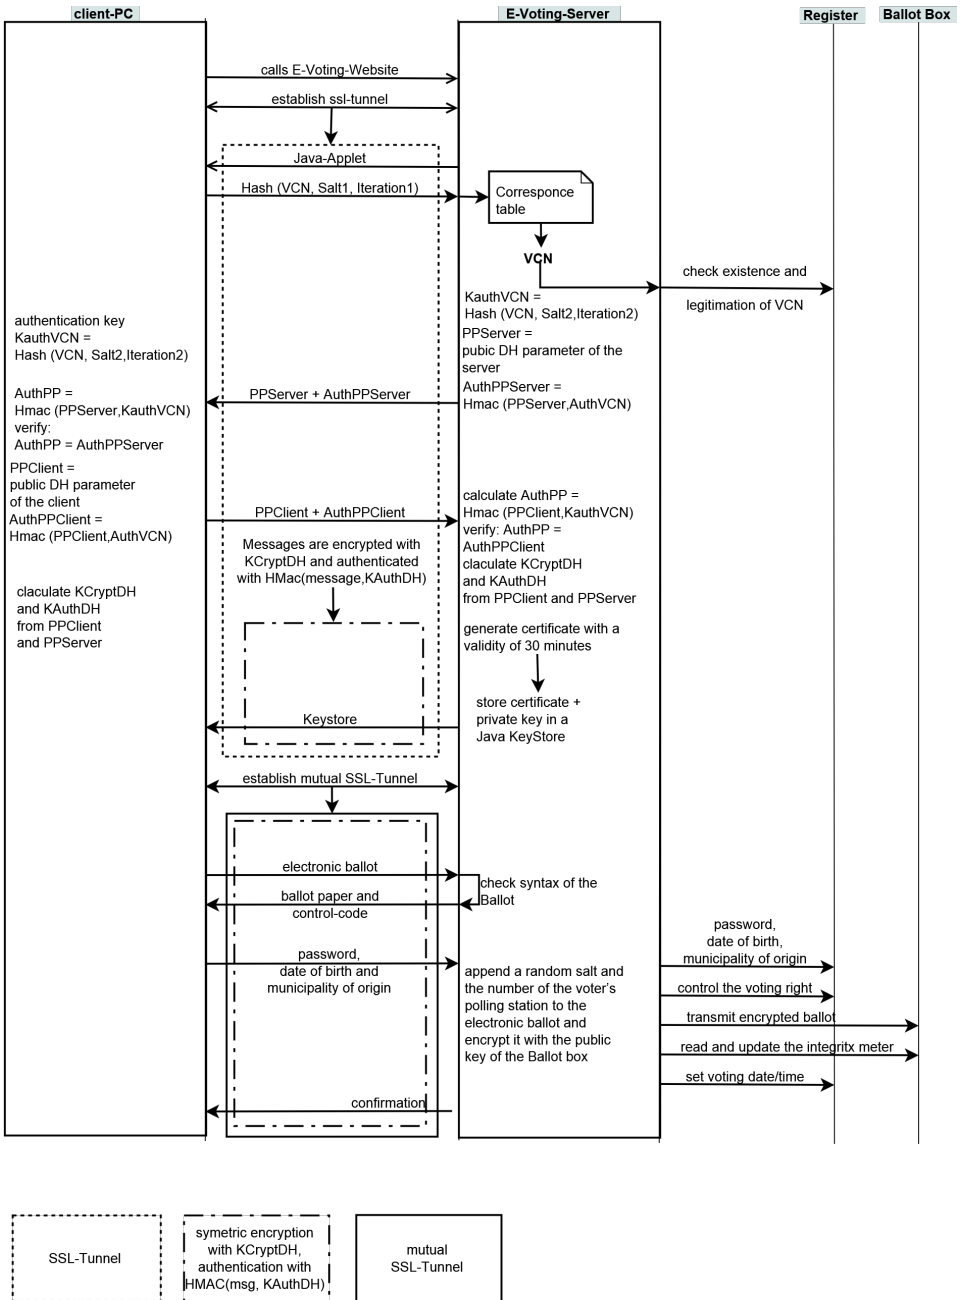 client-PC
E-Voting-Server
Register
Ballot Box
calls E-Voting-Website
establish ssl-tunnel
Java-Applet
Hash (VCN, Salt1, Iteration1)
Corresponce
table
VCN
check existence and
legitimation of VCN
KauthVCN =
Hash (VCN, Salt2,Iteration2)
PPServer =
pubic DH parameter of the
server
AuthPPServer =
Hmac (PPServer,AuthVCN)
authentication key
KauthVCN =
Hash (VCN, Salt2,Iteration2)
PPServer + AuthPPServer
AuthPP =
Hmac (PPServer,KauthVCN)
verify:
AuthPP = AuthPPServer
PPClient =
public DH parameter
of the client
AuthPPClient =
Hmac (PPClient,AuthVCN)
PPClient + AuthPPClient
calculate AuthPP =
Hmac (PPClient,KauthVCN)
verify: AuthPP =
AuthPPClient
claculate KCryptDH
and KAuthDH
from PPClient and PPServer
Messages are encrypted with
KCryptDH and authenticated
with HMac(message,KAuthDH)
claculate KCryptDH
and KAuthDH
from PPClient
and PPServer
generate certificate with a
validity of 30 minutes
store certificate +
private key in a
Java KeyStore
Keystore
establish mutual SSL-Tunnel
electronic ballot
check syntax of the
Ballot
ballot paper and
control-code
password,
date of birth and
municipality of origin
append a random salt and
the number of the voter's
polling station to the
electronic ballot and
encrypt it with the public
key of the Ballot box
password,
date of birth,
municipality of origin
control the voting right
transmit encrypted ballot
read and update the integritx meter
set voting date/time
confirmation
SSL-Tunnel
symetric encryption
with KCryptDH,
authentication with
HMAC(msg, KAuthDH)
mutual
SSL-Tunnel